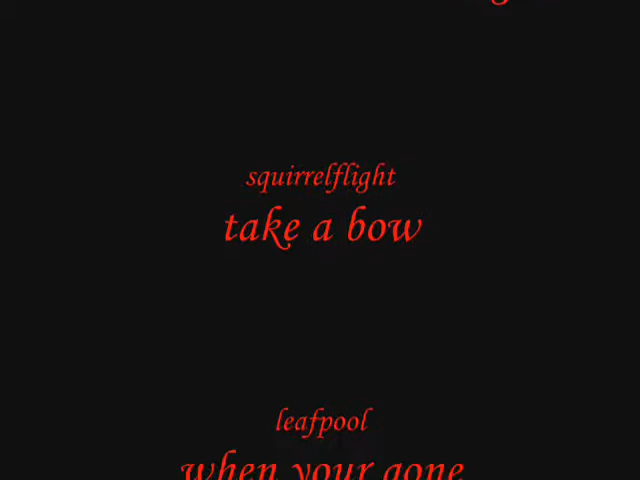 squirrelflight
take a bow
leafpool
when your gone